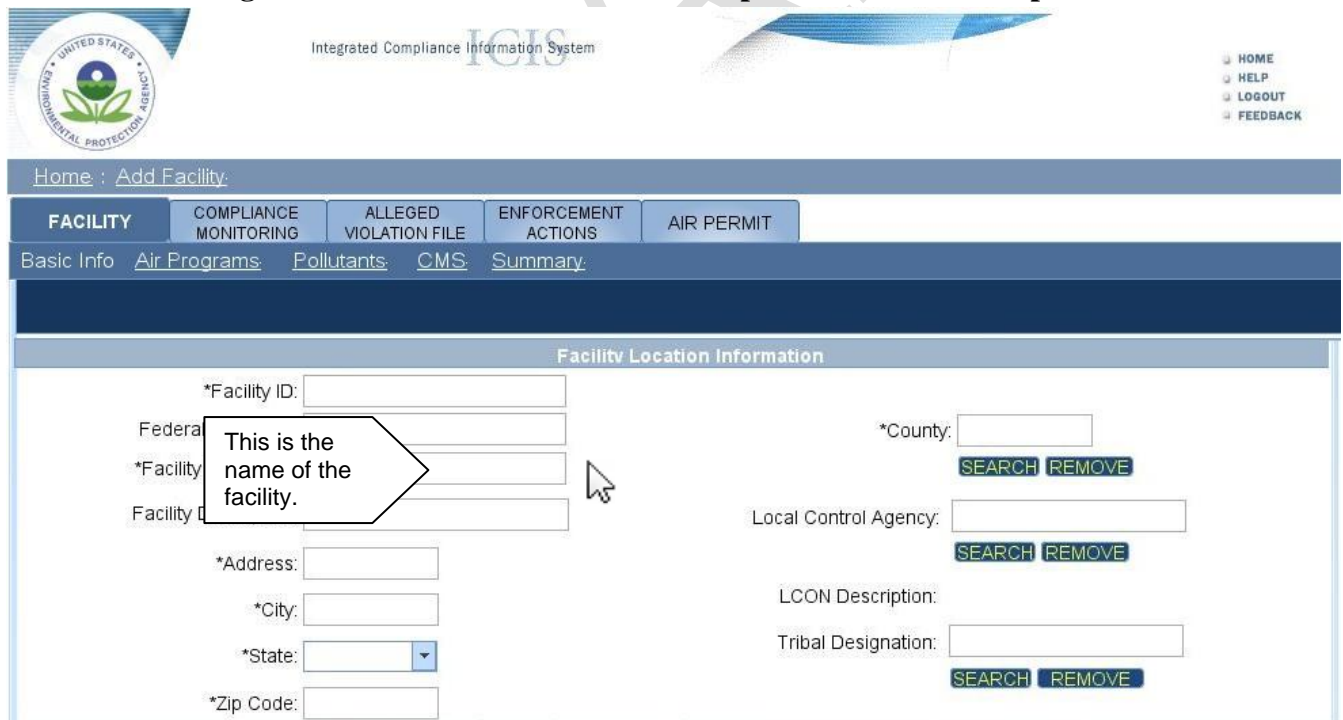 UNITED STATES
ENVIRONMENTAL PROTECTION AGENCY
Integrated Compliance Information System
ICIS
HOME
HELP
LOGOUT
FEEDBACK
Home : Add Facility
FACILITY
COMPLIANCE
MONITORING
ALLEGED
VIOLATION FILE
ENFORCEMENT
ACTIONS
AIR PERMIT
Basic Info Air Programs Pollutants CMS Summary
Facility Location Information
*Facility ID:
Federal
*Facility
Facility
This is the
name of the
facility.
*Address:
*City:
*State:
*Zip Code:
*County:
SEARCH REMOVE
Local Control Agency:
SEARCH REMOVE
LCON Description:
Tribal Designation:
SEARCH REMOVE